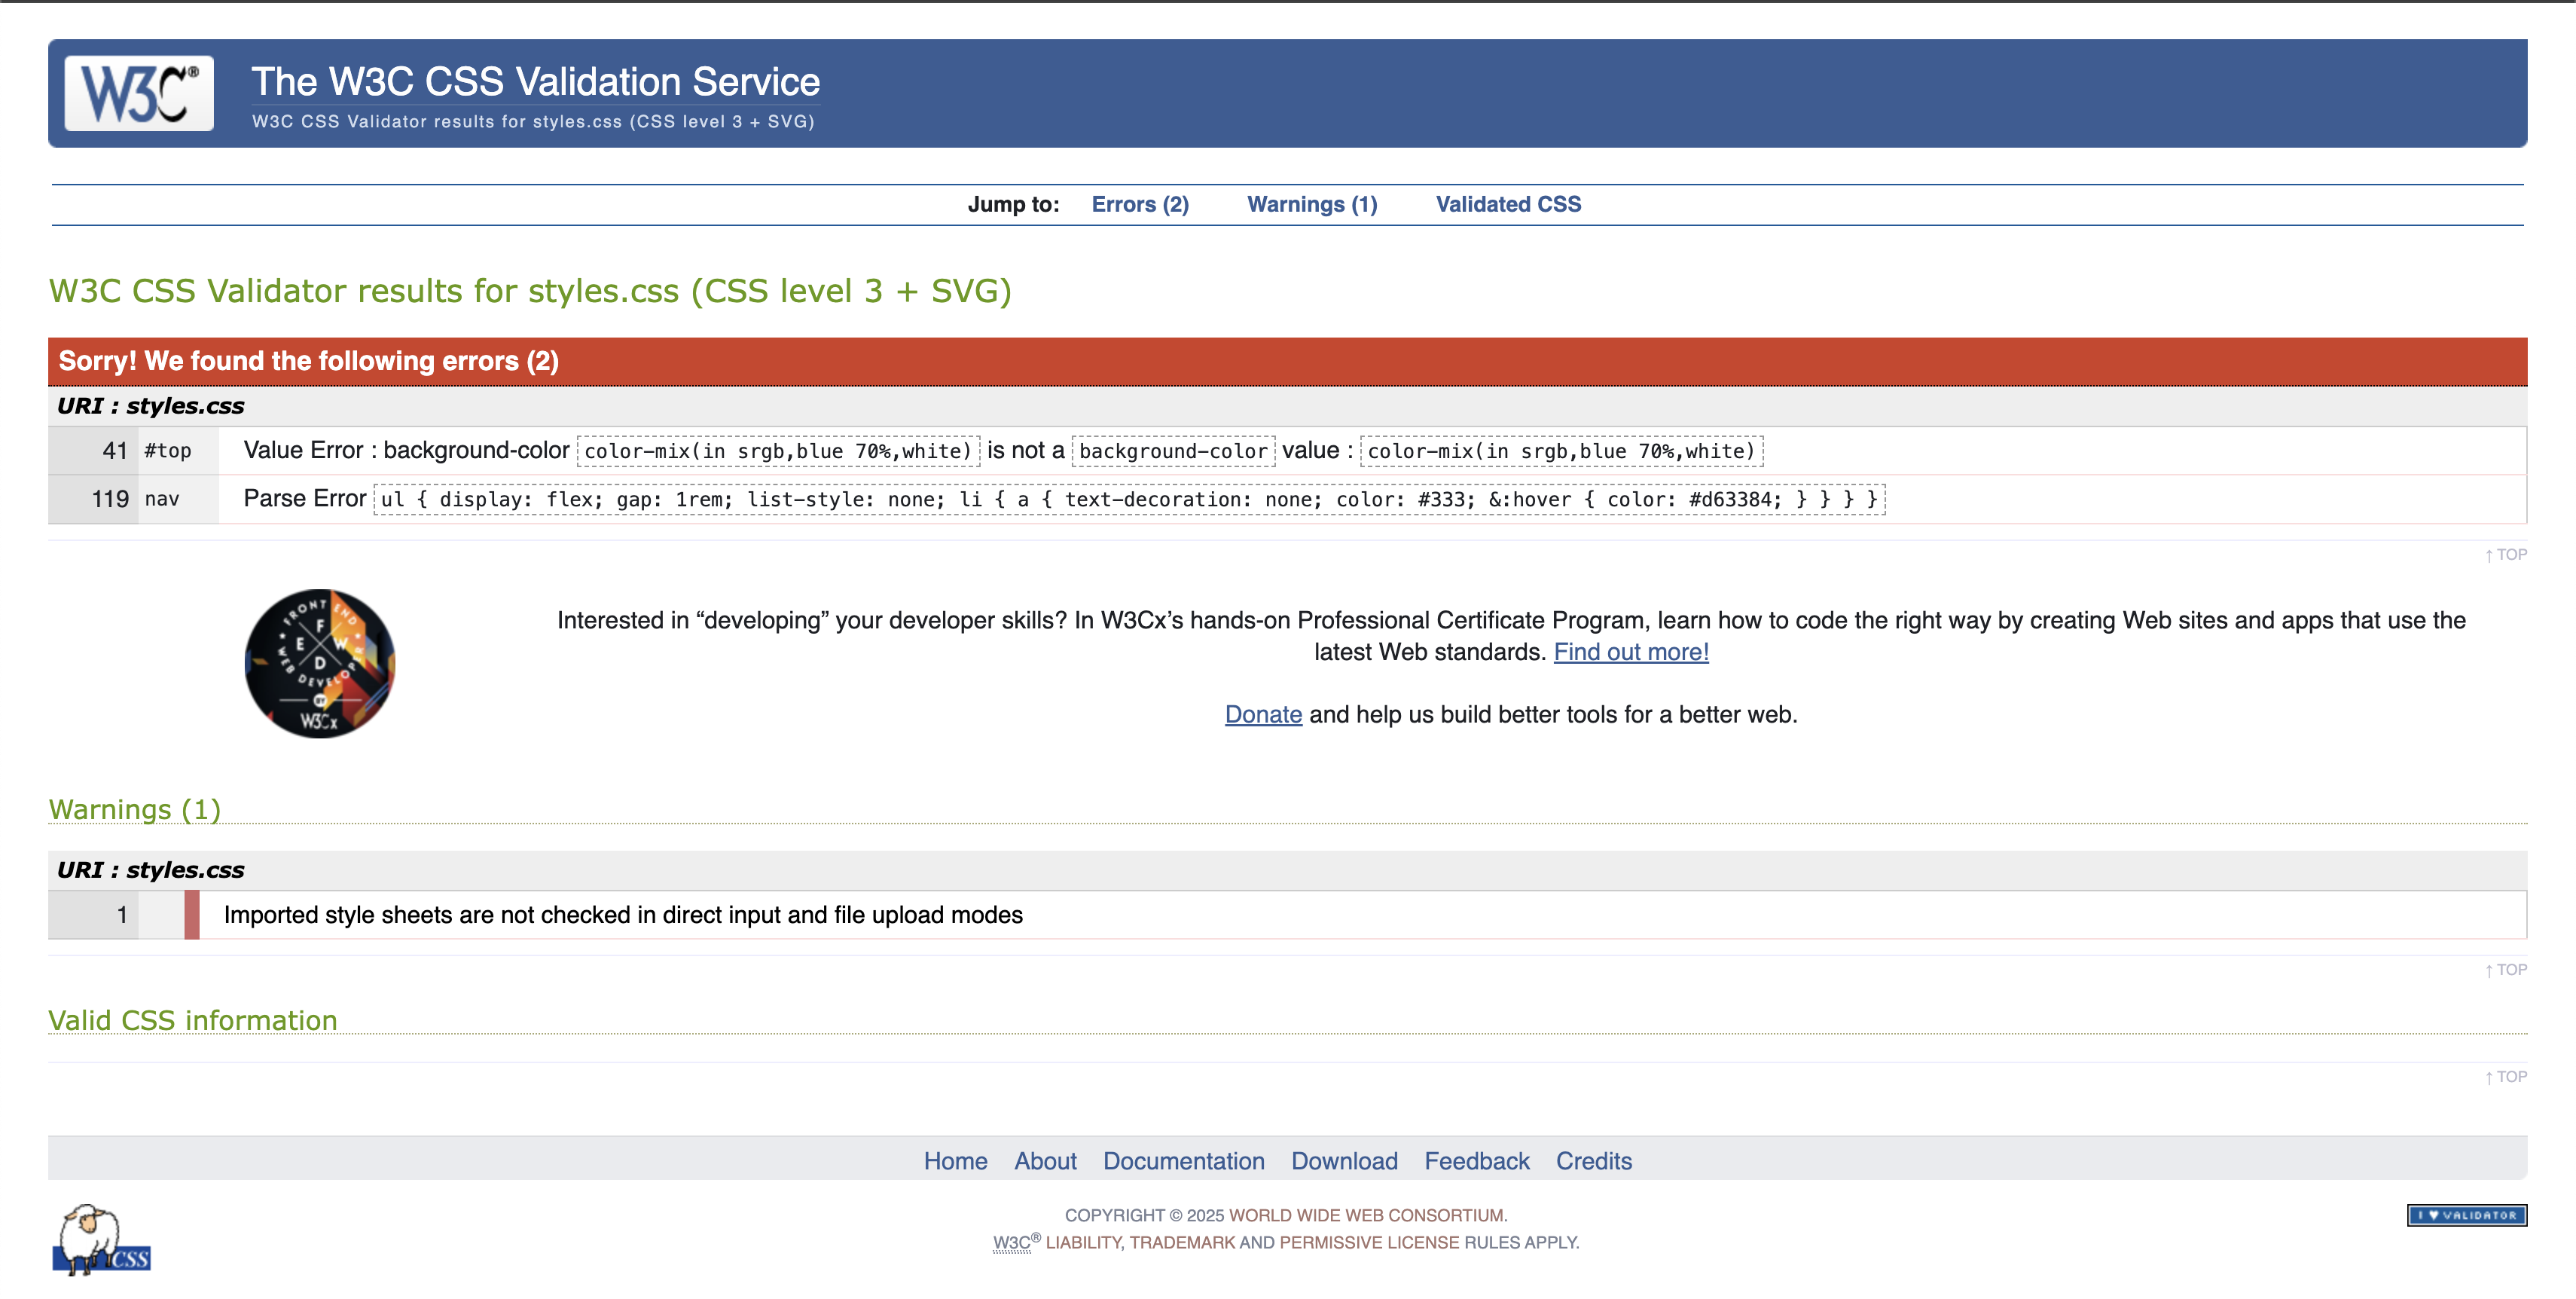 W3C®
The W3C CSS Validation Service
W3C CSS Validator results for styles.css (CSS level 3 + SVG)
Jump to: Errors (2) Warnings (1) Validated CSS
W3C CSS Validator results for styles.css (CSS level 3 + SVG)
Sorry! We found the following errors (2)
URI : styles.css
41 #top Value Error : background-color color-mix(in srgb,blue 70%,white) is not a background-color value : color-mix(in srgb,blue 70%,white)
119 nav Parse Error ul { display: flex; gap: 1rem; list-style: none; li { a { text-decoration: none; color: #333; &:hover { color: #d63384; } } } }
↑ TOP
FRONT END
F
E W
D
WEB DEVELOPER
BY
W3Cx
Interested in “developing” your developer skills? In W3Cx’s hands-on Professional Certificate Program, learn how to code the right way by creating Web sites and apps that use the
latest Web standards. Find out more!
Donate and help us build better tools for a better web.
Warnings (1)
URI : styles.css
1 Imported style sheets are not checked in direct input and file upload modes
↑ TOP
Valid CSS information
↑ TOP
Home About Documentation Download Feedback Credits
CSS
COPYRIGHT © 2025 WORLD WIDE WEB CONSORTIUM.
W3C® LIABILITY, TRADEMARK AND PERMISSIVE LICENSE RULES APPLY.
I ♥ VALIDATOR